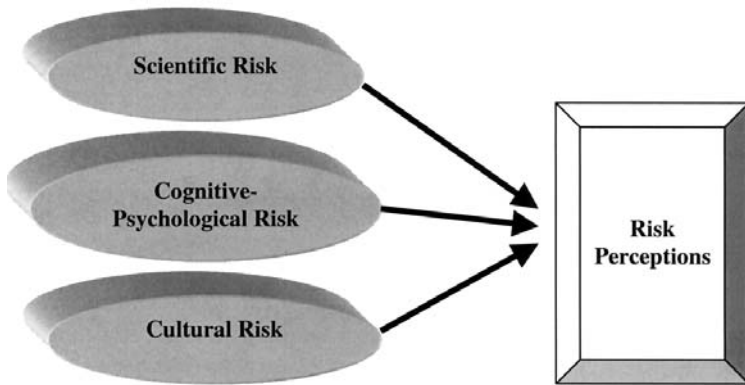 Scientific Risk
Cognitive-
Psychological Risk
Cultural Risk
Risk
Perceptions